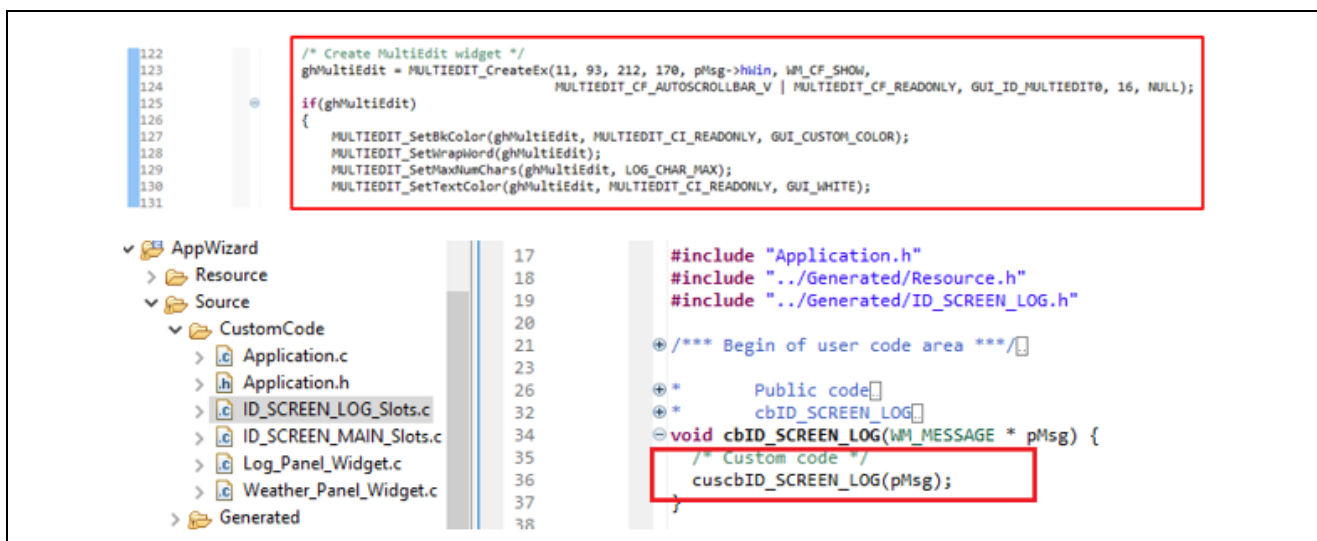 122 /* Create MultiEdit widget */
123 ghMultiEdit = MULTIEDIT_CreateEx(11, 93, 212, 170, pMsg->hWin, WM_CF_SHOW,
124 MULTIEDIT_CF_AUTOSCROLLBAR_V | MULTIEDIT_CF_READONLY, GUI_ID_MULTIEDIT0, 16, NULL);
125 if(ghMultiEdit)
126 {
127 MULTIEDIT_SetBkColor(ghMultiEdit, MULTIEDIT_CI_READONLY, GUI_CUSTOM_COLOR);
128 MULTIEDIT_SetWrapWord(ghMultiEdit);
129 MULTIEDIT_SetMaxNumChars(ghMultiEdit, LOG_CHAR_MAX);
130 MULTIEDIT_SetTextColor(ghMultiEdit, MULTIEDIT_CI_READONLY, GUI_WHITE);
131
AppWizard
Resource
Source
CustomCode
Application.c
Application.h
ID_SCREEN_LOG_Slots.c
ID_SCREEN_MAIN_Slots.c
Log_Panel_Widget.c
Weather_Panel_Widget.c
Generated
17 #include "Application.h"
18 #include "../Generated/Resource.h"
19 #include "../Generated/ID_SCREEN_LOG.h"
20
21 /*** Begin of user code area ***/
23
26 * Public code
32 * cbID_SCREEN_LOG
34 void cbID_SCREEN_LOG(WM_MESSAGE * pMsg) {
35 /* Custom code */
36 cuscbID_SCREEN_LOG(pMsg);
37 }
38